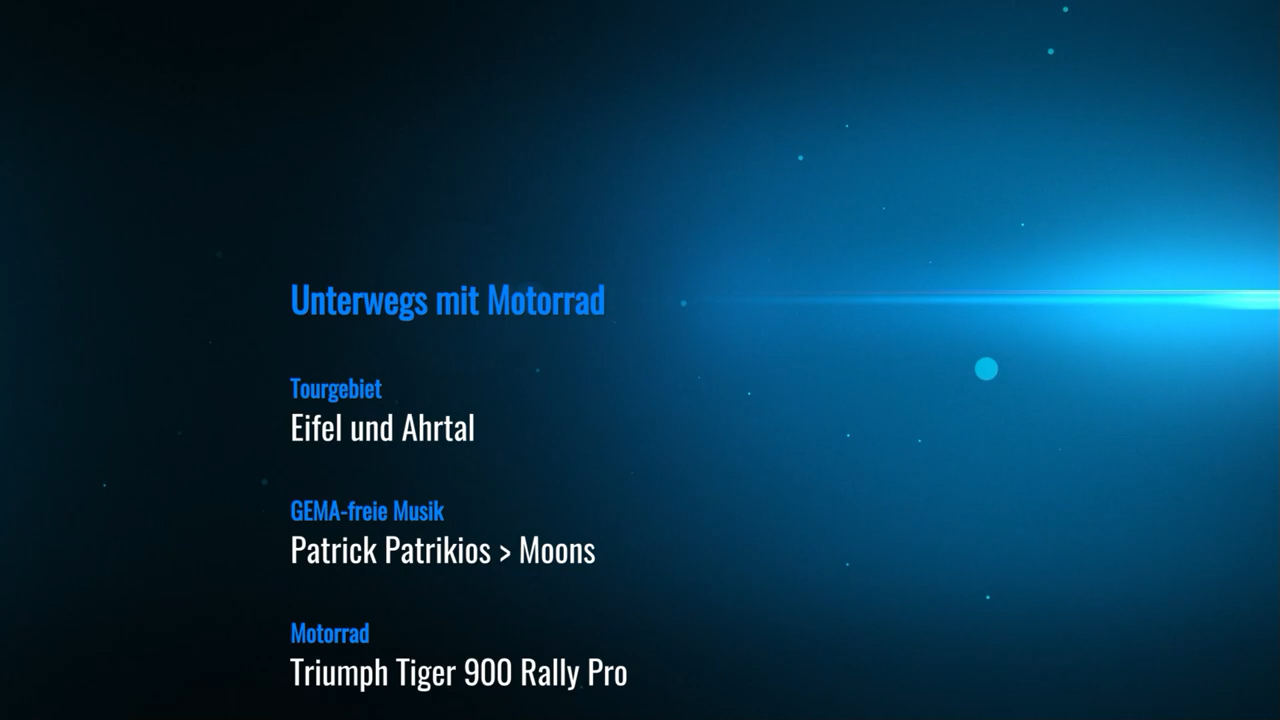 Unterwegs mit Motorrad
Tourgebiet
Eifel und Ahrtal
GEMA-freie Musik
Patrick Patrikios > Moons
Motorrad
Triumph Tiger 900 Rally Pro